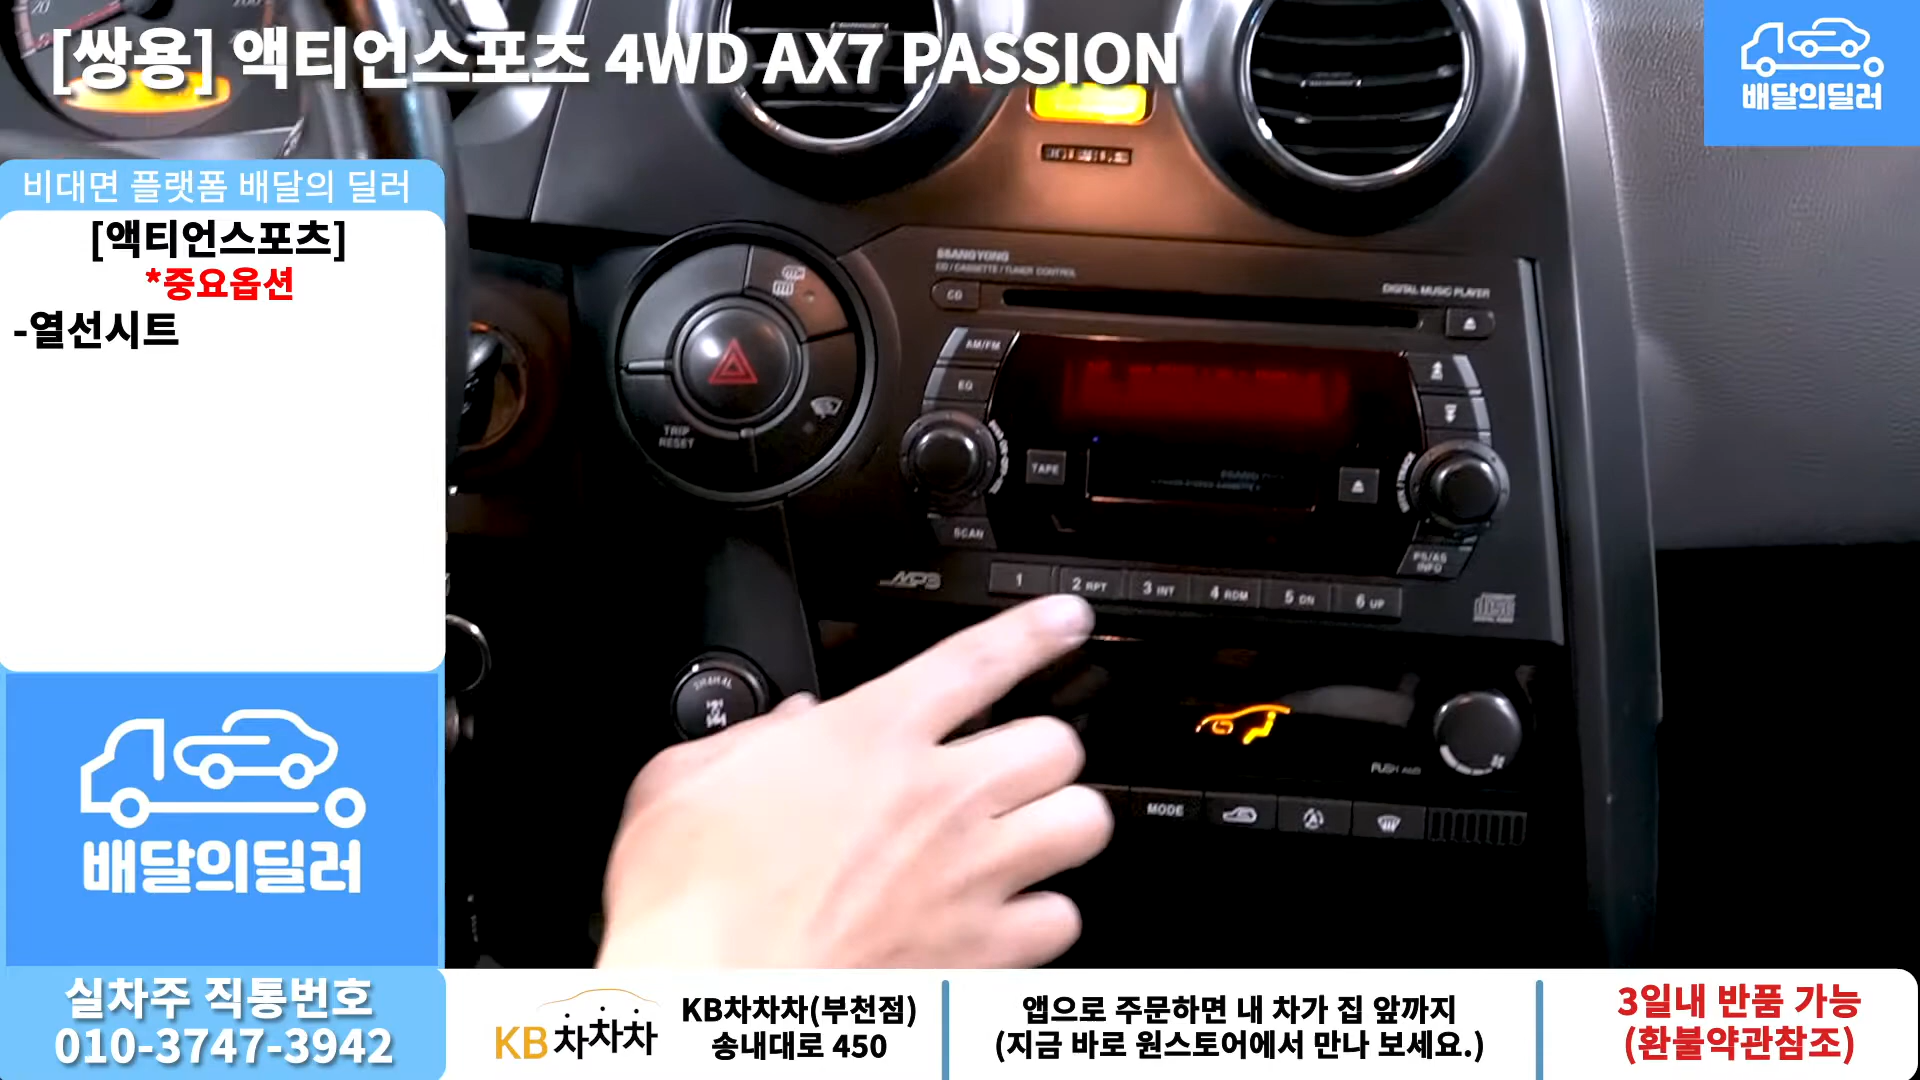 [쌍용] 액티언스포츠 4WD AX7 PASSION
배달의딜러
비대면 플랫폼 배달의 딜러
[액티언스포츠]
*중요옵션
-열선시트
배달의딜러
실차주 직통번호
010-3747-3942
KB차차차
KB차차차(부천점)
송내대로 450
앱으로 주문하면 내 차가 집 앞까지
(지금 바로 원스토어에서 만나 보세요.)
3일내 반품 가능
(환불약관참조)
SSANGYONG
CD / CASSETTE / TUNER CONTROL
DIGITAL MUSIC PLAYER
CD
AM/FM
EQ
TRIP
RESET
TAPE
SCAN
PS/AS
INFO
MP3
1
2 RPT
3 INT
4 RDM
5 DN
6 UP
MODE